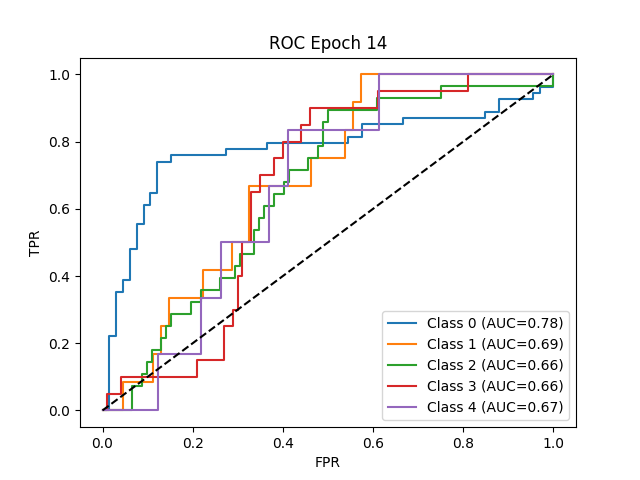 ROC Epoch 14
TPR
1.0
0.8
0.6
0.4
0.2
0.0
Class 0 (AUC=0.78)
Class 1 (AUC=0.69)
Class 2 (AUC=0.66)
Class 3 (AUC=0.66)
Class 4 (AUC=0.67)
0.0 0.2 0.4 0.6 0.8 1.0
FPR